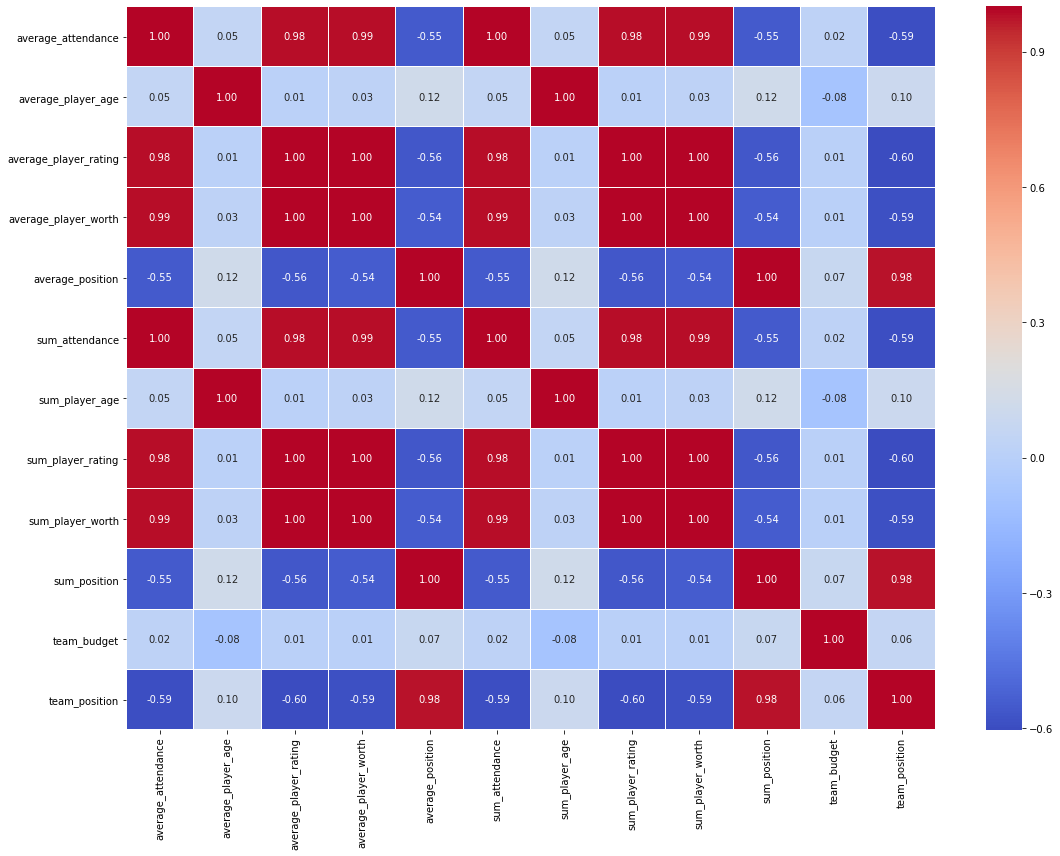 average_attendance 1.00 0.05 0.98 0.99 -0.55 1.00 0.05 0.98 0.99 -0.55 0.02 -0.59
average_player_age 0.05 1.00 0.01 0.03 0.12 0.05 1.00 0.01 0.03 0.12 -0.08 0.10
average_player_rating 0.98 0.01 1.00 1.00 -0.56 0.98 0.01 1.00 1.00 -0.56 0.01 -0.60
average_player_worth 0.99 0.03 1.00 1.00 -0.54 0.99 0.03 1.00 1.00 -0.54 0.01 -0.59
average_position -0.55 0.12 -0.56 -0.54 1.00 -0.55 0.12 -0.56 -0.54 1.00 0.07 0.98
sum_attendance 1.00 0.05 0.98 0.99 -0.55 1.00 0.05 0.98 0.99 -0.55 0.02 -0.59
sum_player_age 0.05 1.00 0.01 0.03 0.12 0.05 1.00 0.01 0.03 0.12 -0.08 0.10
sum_player_rating 0.98 0.01 1.00 1.00 -0.56 0.98 0.01 1.00 1.00 -0.56 0.01 -0.60
sum_player_worth 0.99 0.03 1.00 1.00 -0.54 0.99 0.03 1.00 1.00 -0.54 0.01 -0.59
sum_position -0.55 0.12 -0.56 -0.54 1.00 -0.55 0.12 -0.56 -0.54 1.00 0.07 0.98
team_budget 0.02 -0.08 0.01 0.01 0.07 0.02 -0.08 0.01 0.01 0.07 1.00 0.06
team_position -0.59 0.10 -0.60 -0.59 0.98 -0.59 0.10 -0.60 -0.59 0.98 0.06 1.00
average_attendance
average_player_age
average_player_rating
average_player_worth
average_position
sum_attendance
sum_player_age
sum_player_rating
sum_player_worth
sum_position
team_budget
team_position
0.9
0.6
0.3
0.0
−0.3
−0.6